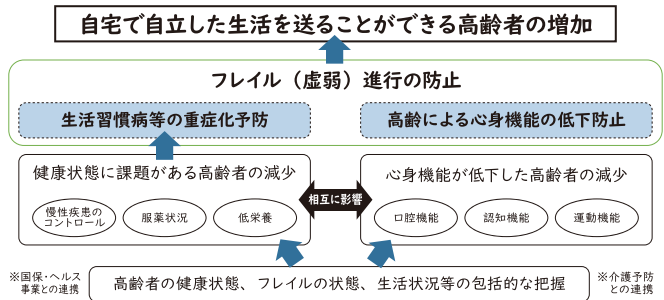 自宅で自立した生活を送ることができる高齢者の増加
フレイル（虚弱）進行の防止
生活習慣病等の重症化予防
高齢による心身機能の低下防止
健康状態に課題がある高齢者の減少
慢性疾患の
コントロール
服薬状況
低栄養
相互に影響
心身機能が低下した高齢者の減少
口腔機能
認知機能
運動機能
※国保・ヘルス
事業との連携
高齢者の健康状態、フレイルの状態、生活状況等の包括的な把握
※介護予防
との連携